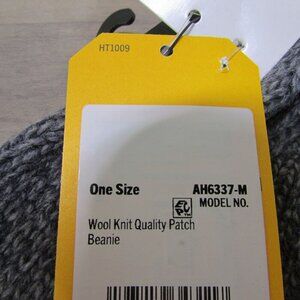 HT1009
One Size AH6337-M
MODEL NO.
Wool Knit Quality Patch
Beanie